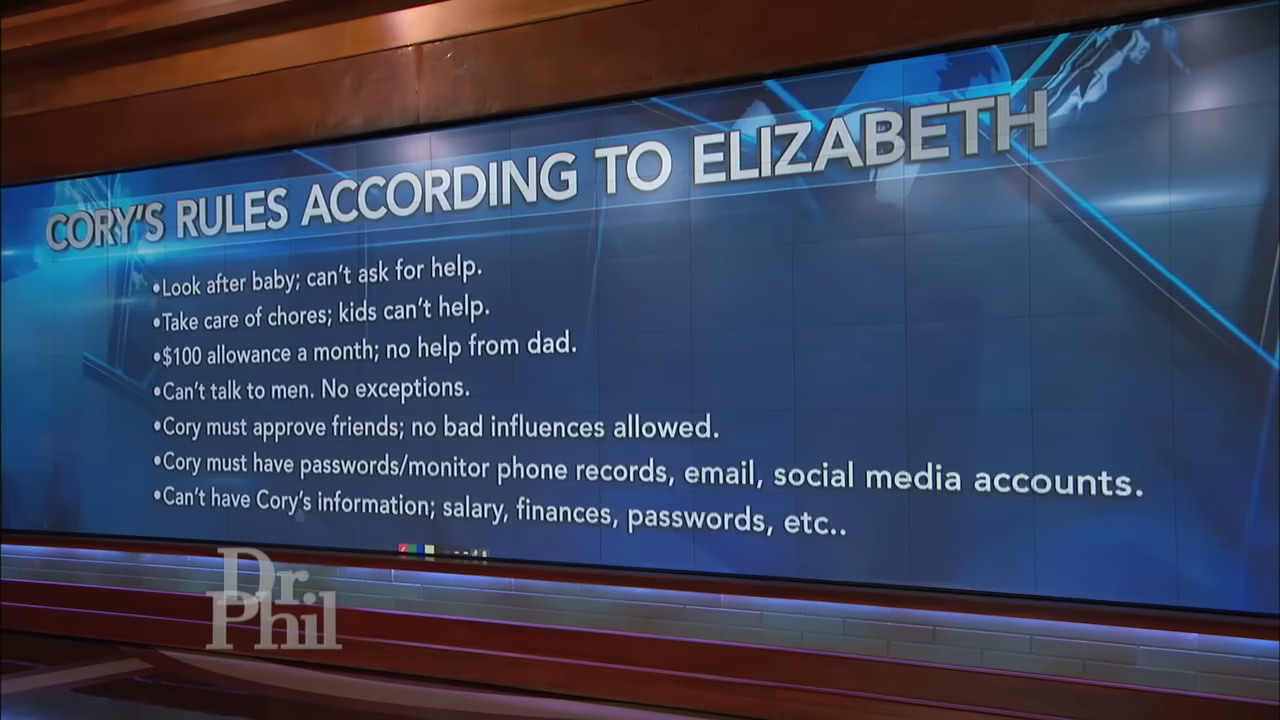 CORY'S RULES ACCORDING TO ELIZABETH
•Look after baby; can't ask for help.
•Take care of chores; kids can't help.
•$100 allowance a month; no help from dad.
•Can't talk to men. No exceptions.
•Cory must approve friends; no bad influences allowed.
•Cory must have passwords/monitor phone records, email, social media accounts.
•Can't have Cory's information; salary, finances, passwords, etc..
Dr.
Phil